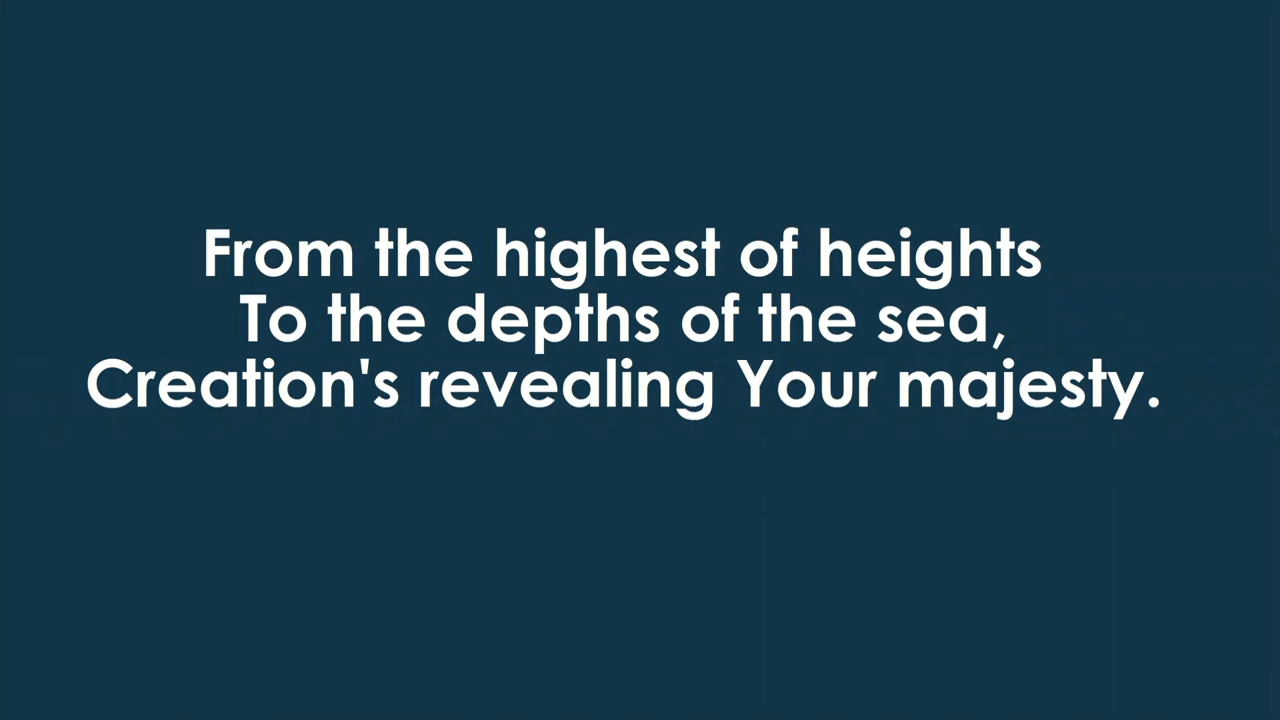 From the highest of heights
To the depths of the sea,
Creation's revealing Your majesty.